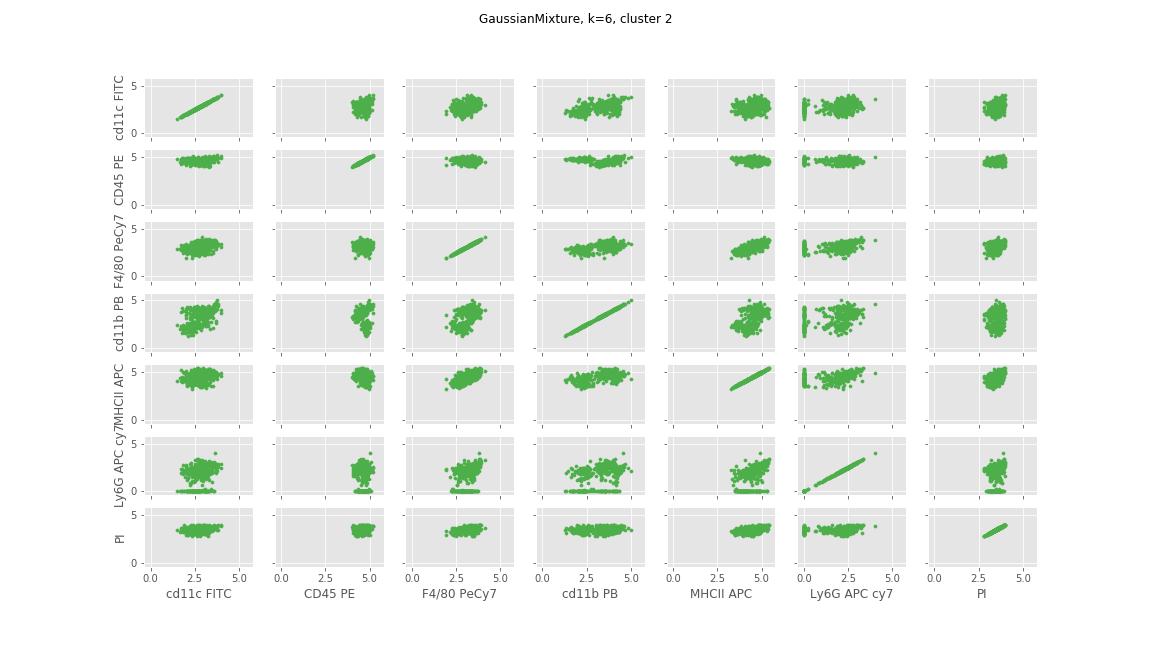 GaussianMixture, k=6, cluster 2
cd11c FITC
5
0
CD45 PE
5
0
F4/80 PeCy7
5
0
cd11b PB
5
0
MHCII APC
5
0
Ly6G APC cy7
5
0
PI
5
0
0.0 2.5 5.0 0.0 2.5 5.0 0.0 2.5 5.0 0.0 2.5 5.0 0.0 2.5 5.0 0.0 2.5 5.0 0.0 2.5 5.0
cd11c FITC CD45 PE F4/80 PeCy7 cd11b PB MHCII APC Ly6G APC cy7 PI